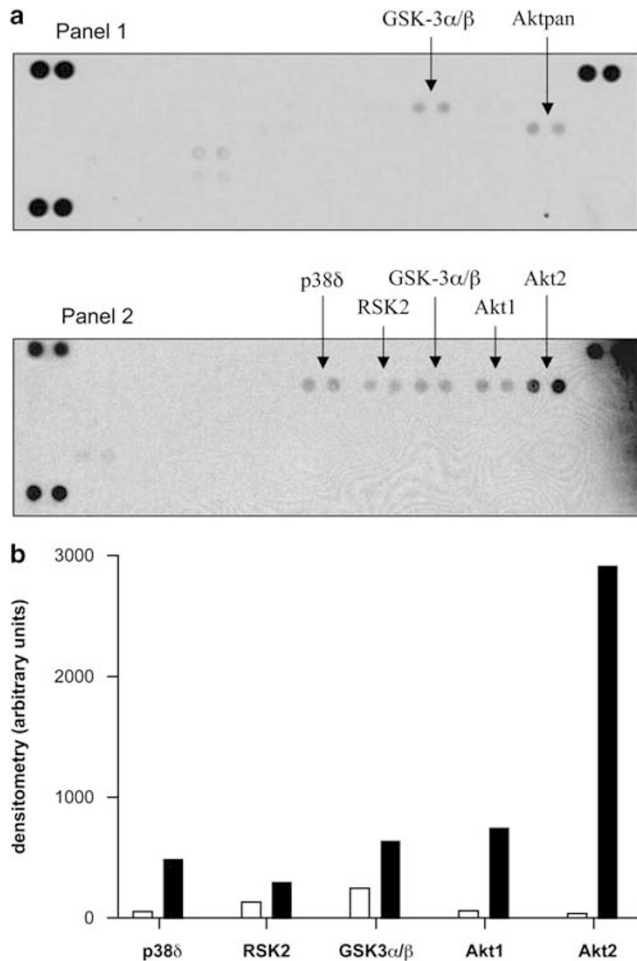 a
Panel 1
GSK-3α/β Aktpan
Panel 2
p38δ GSK-3α/β Akt2
RSK2 Akt1
b
densitometry (arbitrary units)
3000
2000
1000
0
p38δ RSK2 GSK3α/β Akt1 Akt2